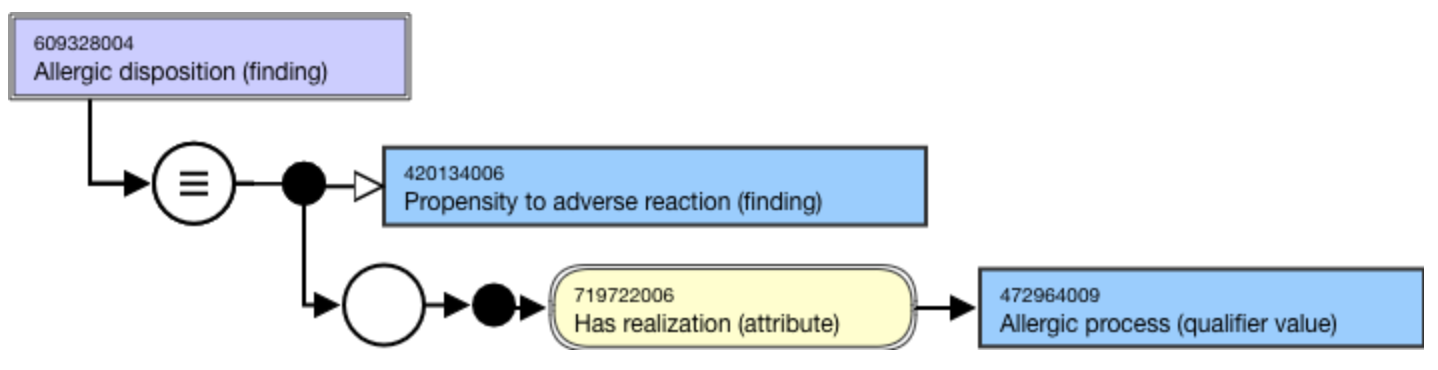 609328004
Allergic disposition (finding)
420134006
Propensity to adverse reaction (finding)
719722006
Has realization (attribute)
472964009
Allergic process (qualifier value)